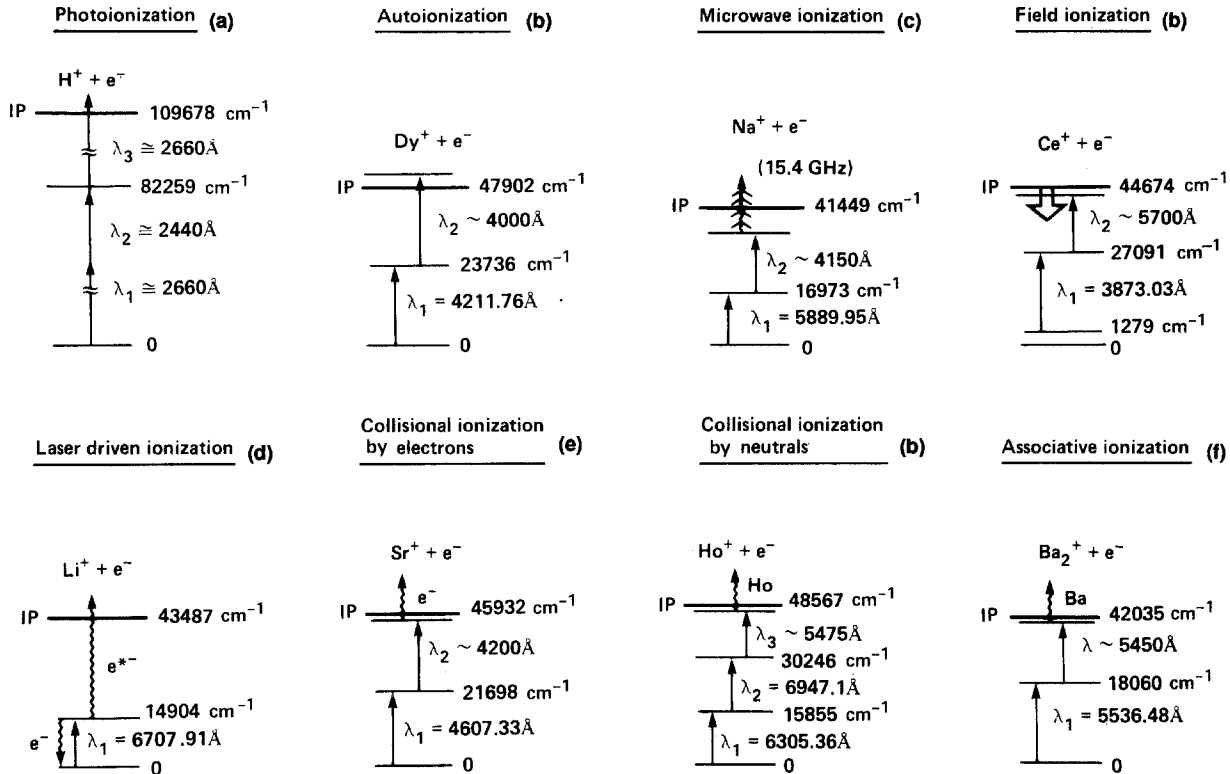 Photoionization (a)
H⁺ + e⁻
IP 109678 cm⁻¹
λ₃ ≅ 2660Å
82259 cm⁻¹
λ₂ ≅ 2440Å
λ₁ ≅ 2660Å
0
Autoionization (b)
Dy⁺ + e⁻
IP 47902 cm⁻¹
λ₂ ~ 4000Å
23736 cm⁻¹
λ₁ = 4211.76Å
0
Microwave ionization (c)
Na⁺ + e⁻
(15.4 GHz)
IP 41449 cm⁻¹
λ₂ ~ 4150Å
16973 cm⁻¹
λ₁ = 5889.95Å
0
Field ionization (b)
Ce⁺ + e⁻
IP 44674 cm⁻¹
λ₂ ~ 5700Å
27091 cm⁻¹
λ₁ = 3873.03Å
1279 cm⁻¹
0
Laser driven ionization (d)
Li⁺ + e⁻
IP 43487 cm⁻¹
e*⁻
14904 cm⁻¹
e⁻ λ₁ = 6707.91Å
0
Collisional ionization
by electrons (e)
Sr⁺ + e⁻
e⁻
IP 45932 cm⁻¹
λ₂ ~ 4200Å
21698 cm⁻¹
λ₁ = 4607.33Å
0
Collisional ionization
by neutrals (b)
Ho⁺ + e⁻
Ho
IP 48567 cm⁻¹
λ₃ ~ 5475Å
30246 cm⁻¹
λ₂ = 6947.1Å
15855 cm⁻¹
λ₁ = 6305.36Å
0
Associative ionization (f)
Ba₂⁺ + e⁻
Ba
IP 42035 cm⁻¹
λ ~ 5450Å
18060 cm⁻¹
λ₁ = 5536.48Å
0